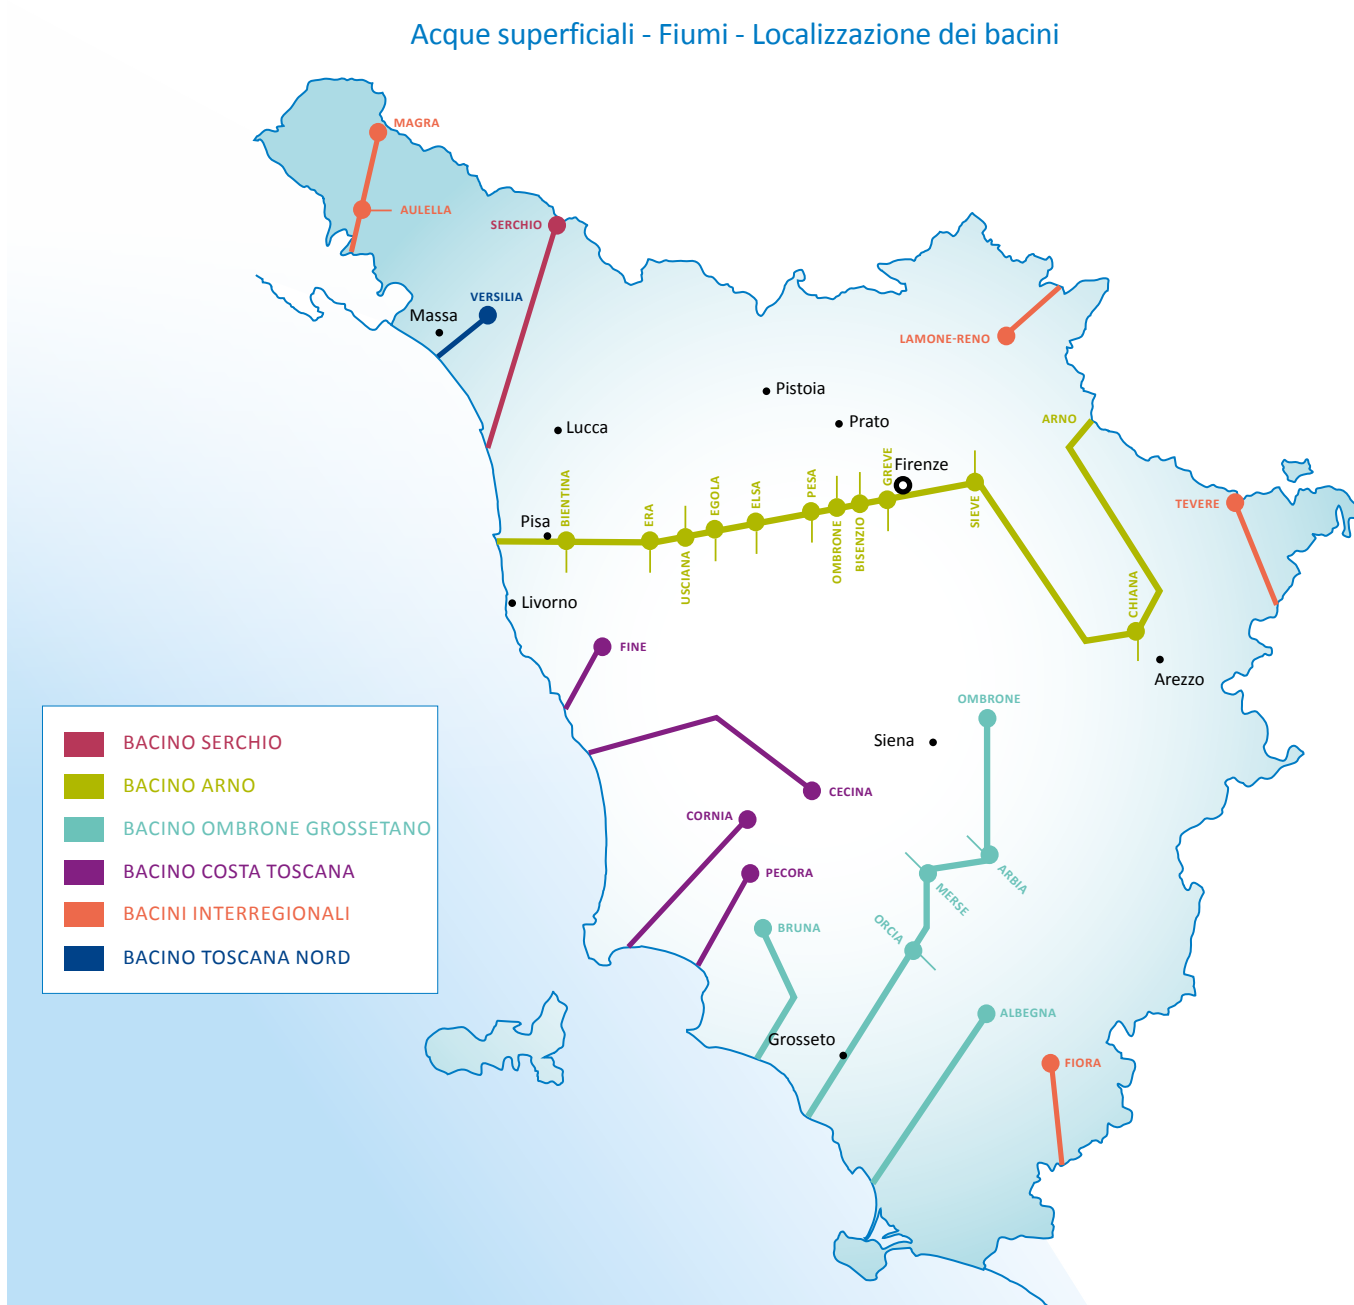 Acque superficiali - Fiumi - Localizzazione dei bacini
MAGRA
AULELLA
SERCHIO
VERSILIA
Massa
LAMONE-RENO
Pistoia
Prato
Lucca
ARNO
Firenze
TEVERE
Pisa
BIENTINA
ERA
USCIANA
EGOLA
ELSA
PESA
OMBRONE
BISENZIO
GREVE
SIEVE
CHIANA
Livorno
FINE
Arezzo
OMBRONE
Siena
CECINA
CORNIA
PECORA
ARBIA
MERSE
ORCIA
BRUNA
ALBEGNA
Grosseto
FIORA
BACINO SERCHIO
BACINO ARNO
BACINO OMBRONE GROSSETANO
BACINO COSTA TOSCANA
BACINI INTERREGIONALI
BACINO TOSCANA NORD